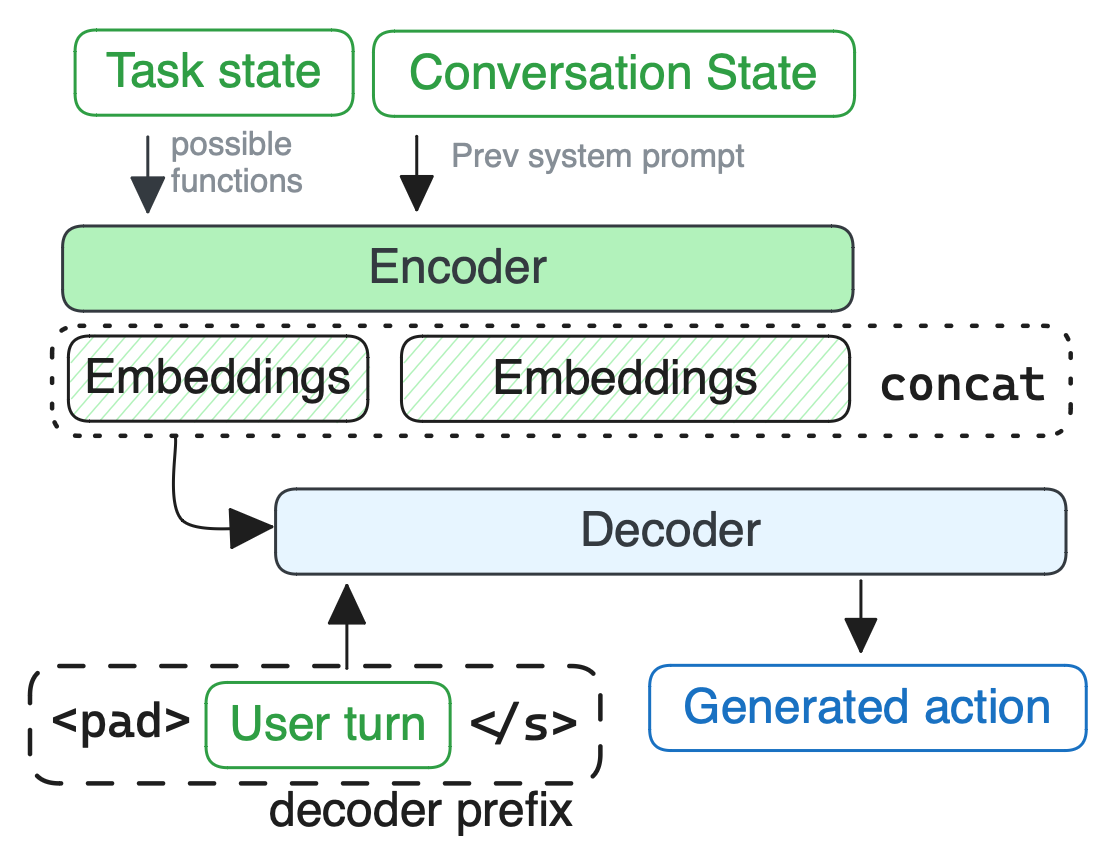 Task state
Conversation State
possible
functions
Prev system prompt
Encoder
Embeddings
Embeddings
concat
Decoder
<pad>
User turn
</s>
decoder prefix
Generated action